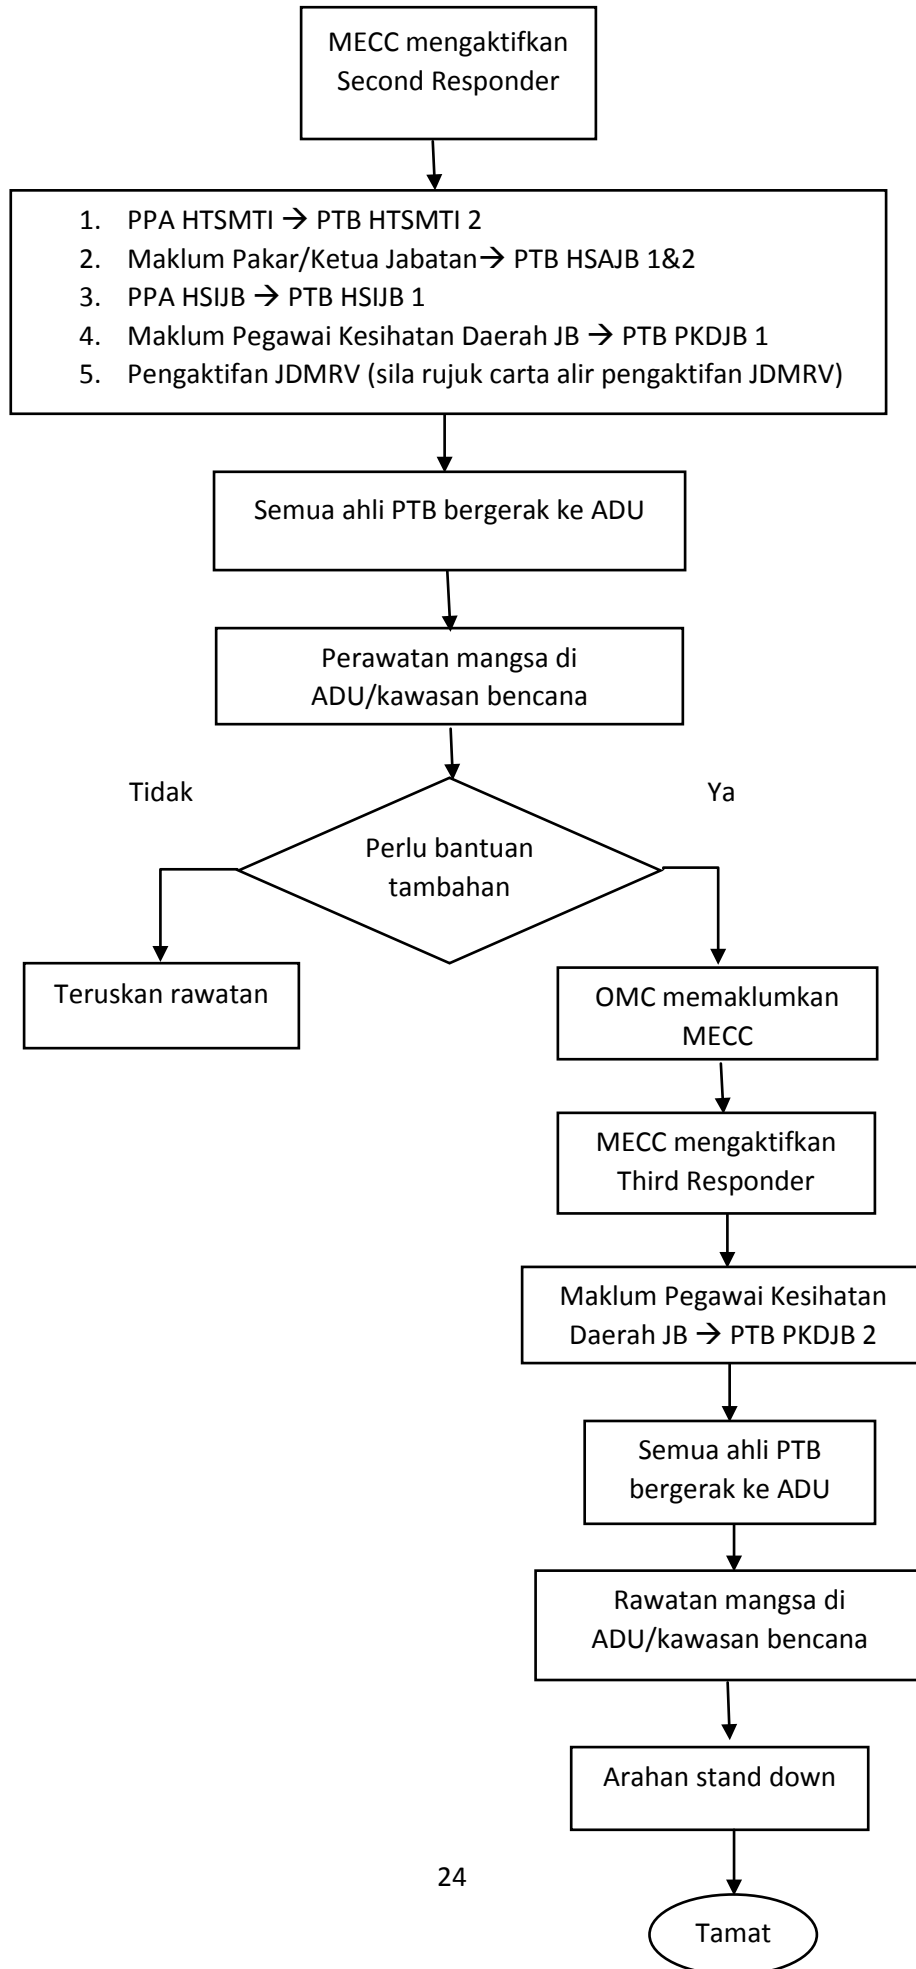 MECC mengaktifkan
Second Responder
1. PPA HTSMTI → PTB HTSMTI 2
2. Maklum Pakar/Ketua Jabatan→ PTB HSAJB 1&2
3. PPA HSIJB → PTB HSIJB 1
4. Maklum Pegawai Kesihatan Daerah JB → PTB PKDJB 1
5. Pengaktifan JDMRV (sila rujuk carta alir pengaktifan JDMRV)
Semua ahli PTB bergerak ke ADU
Perawatan mangsa di
ADU/kawasan bencana
Tidak
Ya
Perlu bantuan
tambahan
Teruskan rawatan
OMC memaklumkan
MECC
MECC mengaktifkan
Third Responder
Maklum Pegawai Kesihatan
Daerah JB → PTB PKDJB 2
Semua ahli PTB
bergerak ke ADU
Rawatan mangsa di
ADU/kawasan bencana
Arahan stand down
24
Tamat